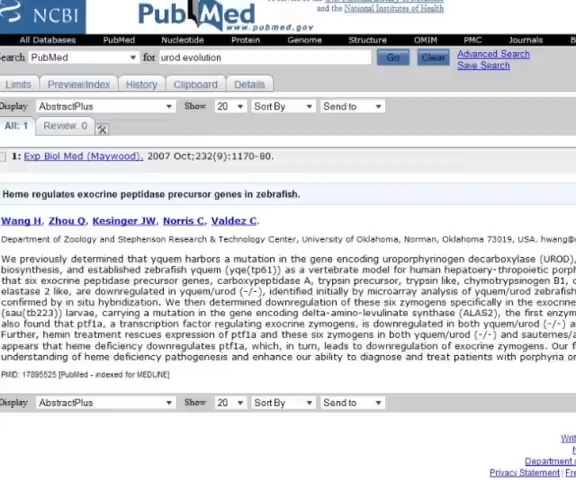 NCBI
PubMed
www.pubmed.gov
and the National Institutes of Health
All Databases PubMed Nucleotide Protein Genome Structure OMIM PMC Journals B
Search PubMed for urod evolution Go Clear Advanced Search
Save Search
Limits Preview/Index History Clipboard Details
Display AbstractPlus Show 20 Sort By Send to
All: 1 Review: 0
1: Exp Biol Med (Maywood). 2007 Oct;232(9):1170-80.
Heme regulates exocrine peptidase precursor genes in zebrafish.
Wang H, Zhou Q, Kesinger JW, Norris C, Valdez C.
Department of Zoology and Stephenson Research & Technology Center, University of Oklahoma, Norman, Oklahoma 73019, USA. hwang@
We previously determined that yquem harbors a mutation in the gene encoding uroporphyrinogen decarboxylase (UROD),
biosynthesis, and established zebrafish yquem (yqe(tp61)) as a vertebrate model for human hepatoery-thropoietic porph
that six exocrine peptidase precursor genes, carboxypeptidase A, trypsin precursor, trypsin like, chymotrypsinogen B1, c
elastase 2 like, are downregulated in yquem/urod (-/-), identified initially by microarray analysis of yquem/urod zebrafish
confirmed by in situ hybridization. We then determined downregulation of these six zymogens specifically in the exocrine
(sau(tb223)) larvae, carrying a mutation in the gene encoding delta-amino-levulinate synthase (ALAS2), the first enzyme
also found that ptf1a, a transcription factor regulating exocrine zymogens, is downregulated in both yquem/urod (-/-) a
Further, hemin treatment rescues expression of ptf1a and these six zymogens in both yquem/urod (-/-) and sauternes/a
appears that heme deficiency downregulates ptf1a, which, in turn, leads to downregulation of exocrine zymogens. Our f
understanding of heme deficiency pathogenesis and enhance our ability to diagnose and treat patients with porphyria or
PMID: 17895525 [PubMed - indexed for MEDLINE]
Display AbstractPlus Show 20 Sort By Send to
Writ
Department o
Privacy Statement | Fre